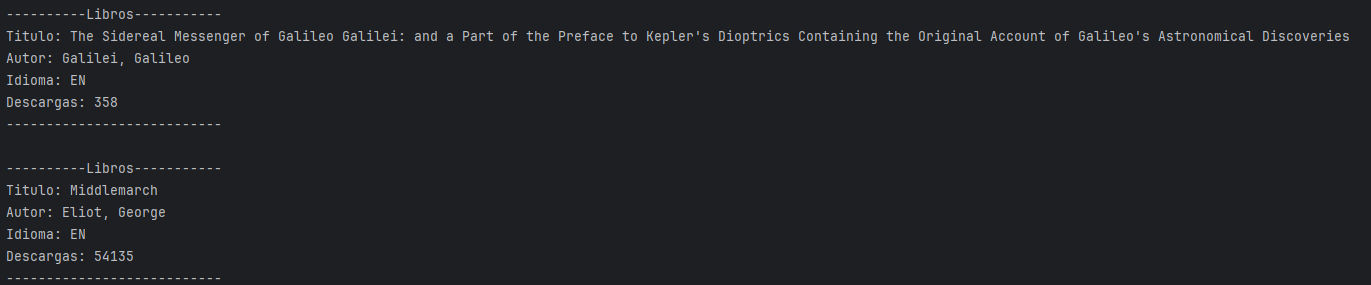 ----------Libros-----------
Titulo: The Sidereal Messenger of Galileo Galilei: and a Part of the Preface to Kepler's Dioptrics Containing the Original Account of Galileo's Astronomical Discoveries
Autor: Galilei, Galileo
Idioma: EN
Descargas: 358
---------------------------

----------Libros-----------
Titulo: Middlemarch
Autor: Eliot, George
Idioma: EN
Descargas: 54135
---------------------------